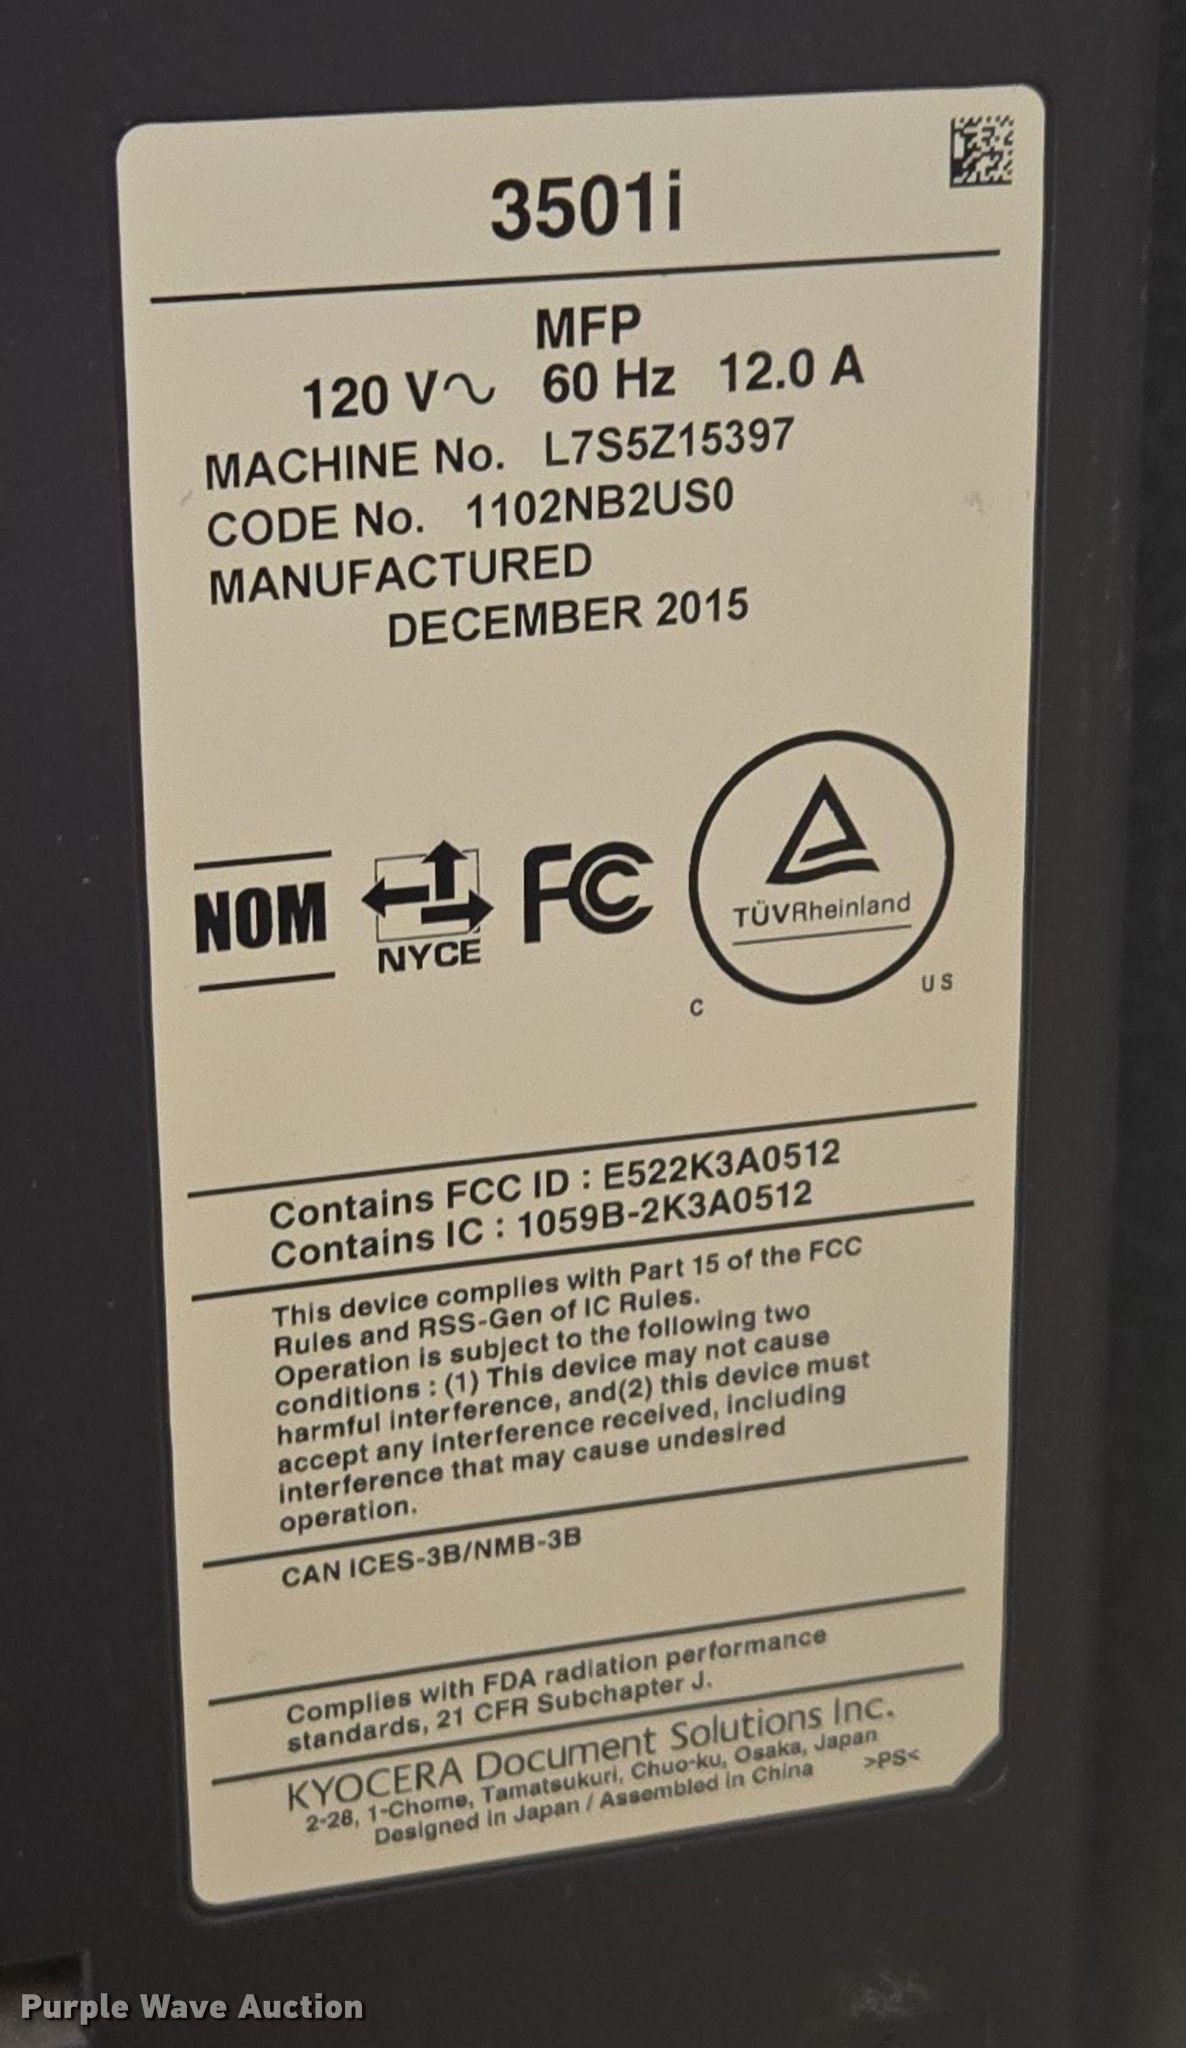 3501i
MFP
120 V∿ 60 Hz 12.0 A
MACHINE No. L7S5Z15397
CODE No. 1102NB2US0
MANUFACTURED
DECEMBER 2015
NOM
NYCE
FC
TÜVRheinland
C US
Contains FCC ID : E522K3A0512
Contains IC : 1059B-2K3A0512
This device complies with Part 15 of the FCC
Rules and RSS-Gen of IC Rules.
Operation is subject to the following two
conditions : (1) This device may not cause
harmful interference, and(2) this device must
accept any interference received, including
interference that may cause undesired
operation.
CAN ICES-3B/NMB-3B
Complies with FDA radiation performance
standards, 21 CFR Subchapter J.
KYOCERA Document Solutions Inc.
2-28, 1-Chome, Tamatsukuri, Chuo-ku, Osaka, Japan
Designed in Japan / Assembled in China >PS<
Purple Wave Auction